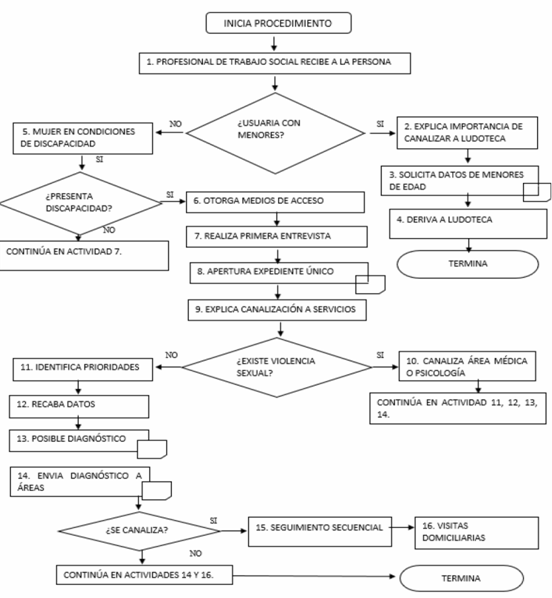 INICIA PROCEDIMIENTO
1. PROFESIONAL DE TRABAJO SOCIAL RECIBE A LA PERSONA
¿USUARIA CON
MENORES?
NO
SI
5. MUJER EN CONDICIONES
DE DISCAPACIDAD
2. EXPLICA IMPORTANCIA DE
CANALIZAR A LUDOTECA
SI
3. SOLICITA DATOS DE MENORES
DE EDAD
¿PRESENTA
DISCAPACIDAD?
SI
6. OTORGA MEDIOS DE ACCESO
4. DERIVA A LUDOTECA
NO
7. REALIZA PRIMERA ENTREVISTA
CONTINÚA EN ACTIVIDAD 7.
TERMINA
8. APERTURA EXPEDIENTE ÚNICO
9. EXPLICA CANALIZACIÓN A SERVICIOS
¿EXISTE VIOLENCIA
SEXUAL?
NO
SI
11. IDENTIFICA PRIORIDADES
10. CANALIZA ÁREA MÉDICA
O PSICOLOGÍA
12. RECABA DATOS
CONTINÚA EN ACTIVIDAD 11, 12, 13,
14.
13. POSIBLE DIAGNÓSTICO
14. ENVIA DIAGNÓSTICO A
ÁREAS
¿SE CANALIZA?
SI
15. SEGUIMIENTO SECUENCIAL
16. VISITAS
DOMICILIARIAS
NO
CONTINÚA EN ACTIVIDADES 14 Y 16.
TERMINA